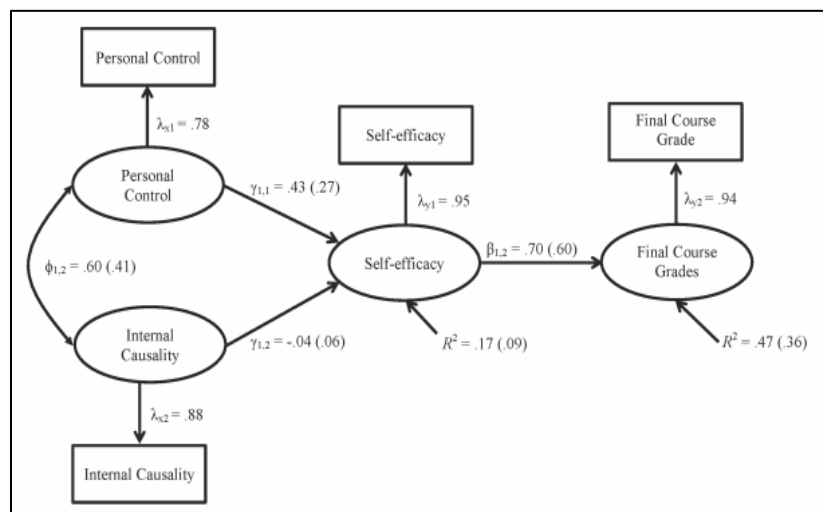 Personal Control
λx1 = .78
Personal
Control
γ1,1 = .43 (.27)
Self-efficacy
λy1 = .95
Final Course
Grade
λy2 = .94
ϕ1,2 = .60 (.41)
Self-efficacy
β1,2 = .70 (.60)
Final Course
Grades
Internal
Causality
γ1,2 = -.04 (.06)
R² = .17 (.09)
R² = .47 (.36)
λx2 = .88
Internal Causality